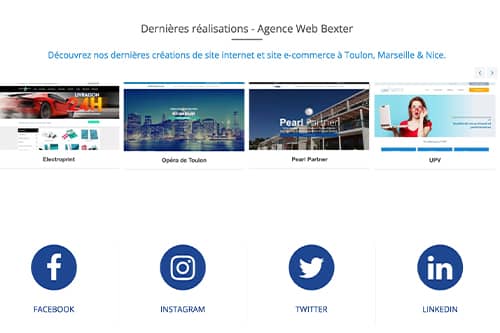 Dernières réalisations - Agence Web Bexter
Découvrez nos dernières créations de site internet et site e-commerce à Toulon, Marseille & Nice.
LIVRAISON
24H
Pearl Partner
Electroprint
Opéra de Toulon
Pearl Partner
UPV
FACEBOOK
INSTAGRAM
TWITTER
LINKEDIN